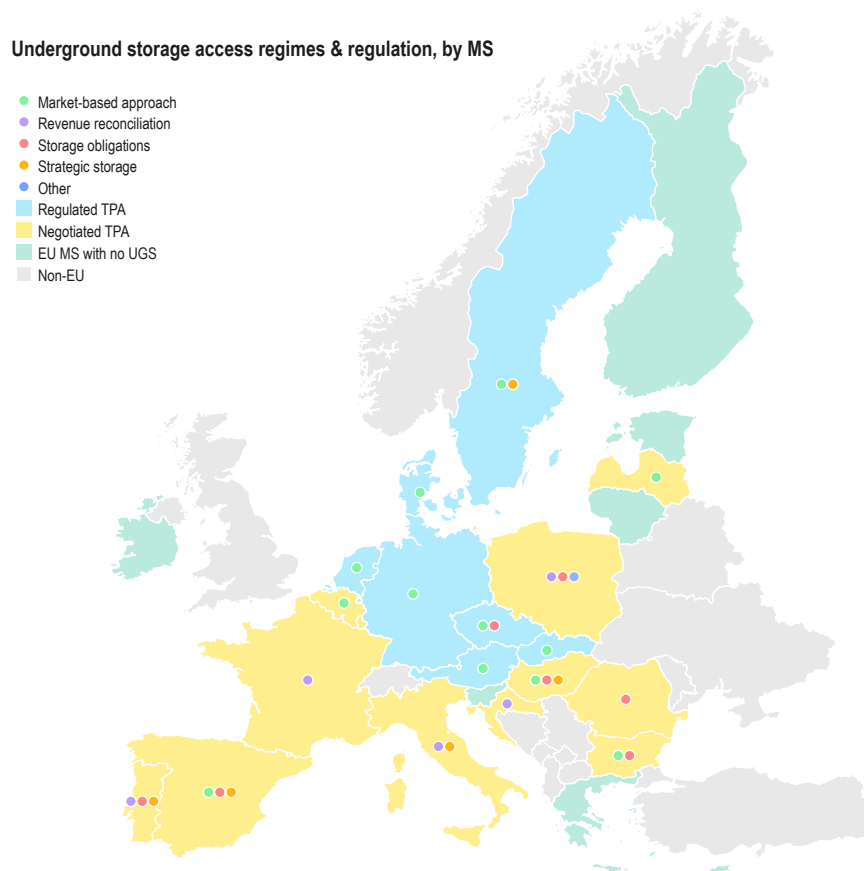 Underground storage access regimes & regulation, by MS
Market-based approach
Revenue reconciliation
Storage obligations
Strategic storage
Other
Regulated TPA
Negotiated TPA
EU MS with no UGS
Non-EU